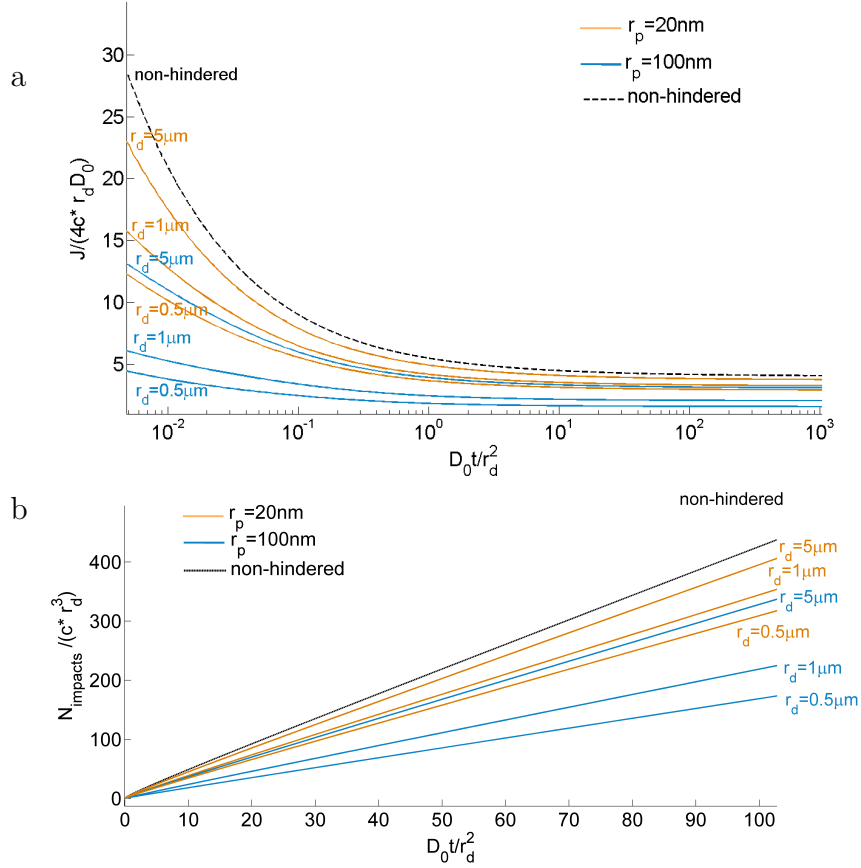 a
r_p=20nm
r_p=100nm
non-hindered
30
25
20
15
10
5
J/(4c* r_dD_0)
non-hindered
r_d=5μm
r_d=1μm
r_d=5μm
r_d=0.5μm
r_d=1μm
r_d=0.5μm
10^-2
10^-1
10^0
10^1
10^2
10^3
D_0t/r_d^2
b
non-hindered
r_p=20nm
r_p=100nm
non-hindered
400
300
200
100
0
N_impacts /(c* r_d^3)
r_d=5μm
r_d=1μm
r_d=5μm
r_d=0.5μm
r_d=1μm
r_d=0.5μm
0 10 20 30 40 50 60 70 80 90 100
D_0t/r_d^2